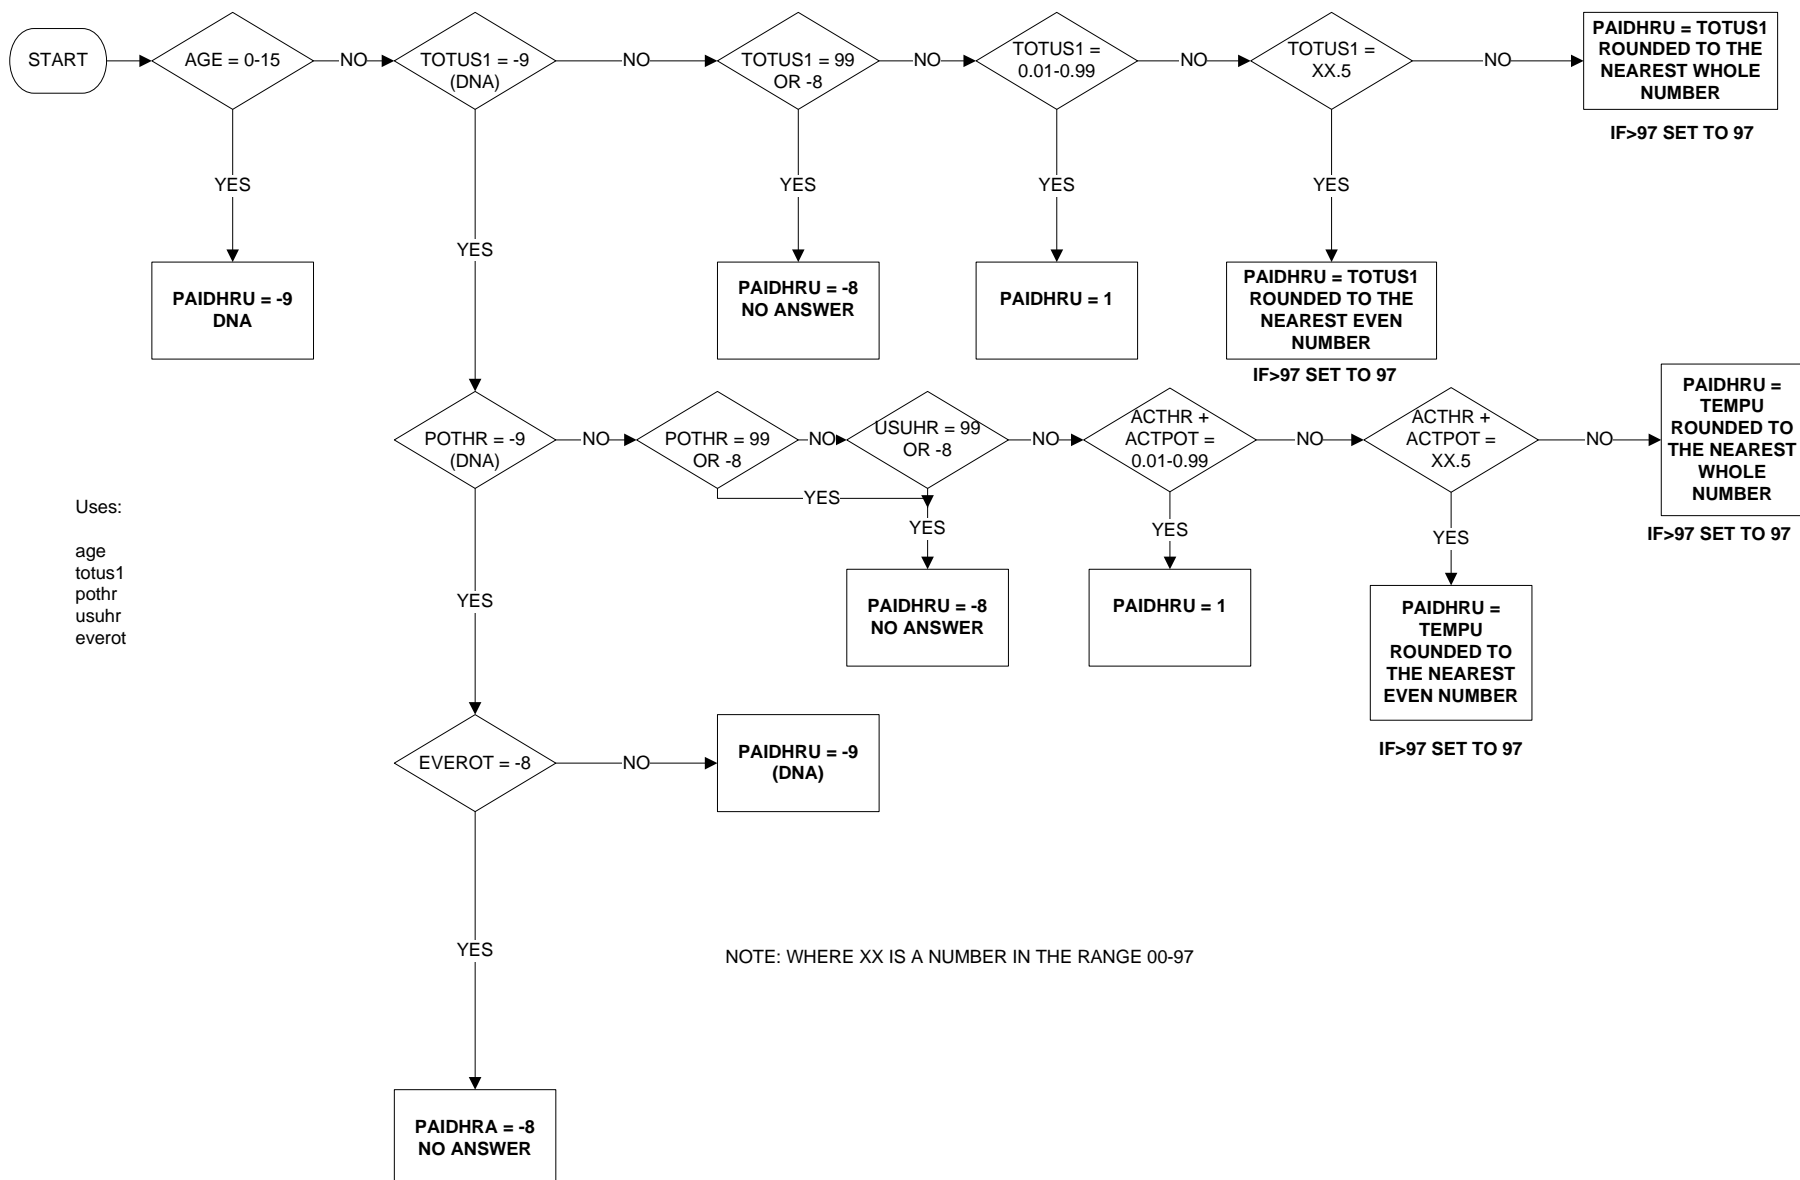 START
AGE = 0-15
NO
TOTUS1 = -9
(DNA)
NO
TOTUS1 = 99
OR -8
NO
TOTUS1 =
0.01-0.99
NO
TOTUS1 =
XX.5
NO
PAIDHRU = TOTUS1
ROUNDED TO THE
NEAREST WHOLE
NUMBER
IF>97 SET TO 97
YES
YES
YES
YES
YES
PAIDHRU = -9
DNA
PAIDHRU = -8
NO ANSWER
PAIDHRU = 1
PAIDHRU = TOTUS1
ROUNDED TO THE
NEAREST EVEN
NUMBER
IF>97 SET TO 97
POTHR = -9
(DNA)
NO
POTHR = 99
OR -8
NO
USUHR = 99
OR -8
NO
ACTHR +
ACTPOT =
0.01-0.99
NO
ACTHR +
ACTPOT =
XX.5
NO
PAIDHRU =
TEMPU
ROUNDED TO
THE NEAREST
WHOLE
NUMBER
IF>97 SET TO 97
YES
YES
YES
YES
YES
PAIDHRU = -8
NO ANSWER
PAIDHRU = 1
PAIDHRU =
TEMPU
ROUNDED TO
THE NEAREST
EVEN NUMBER
IF>97 SET TO 97
Uses:
age
totus1
pothr
usuhr
everot
EVEROT = -8
NO
PAIDHRU = -9
(DNA)
YES
NOTE: WHERE XX IS A NUMBER IN THE RANGE 00-97
PAIDHRA = -8
NO ANSWER